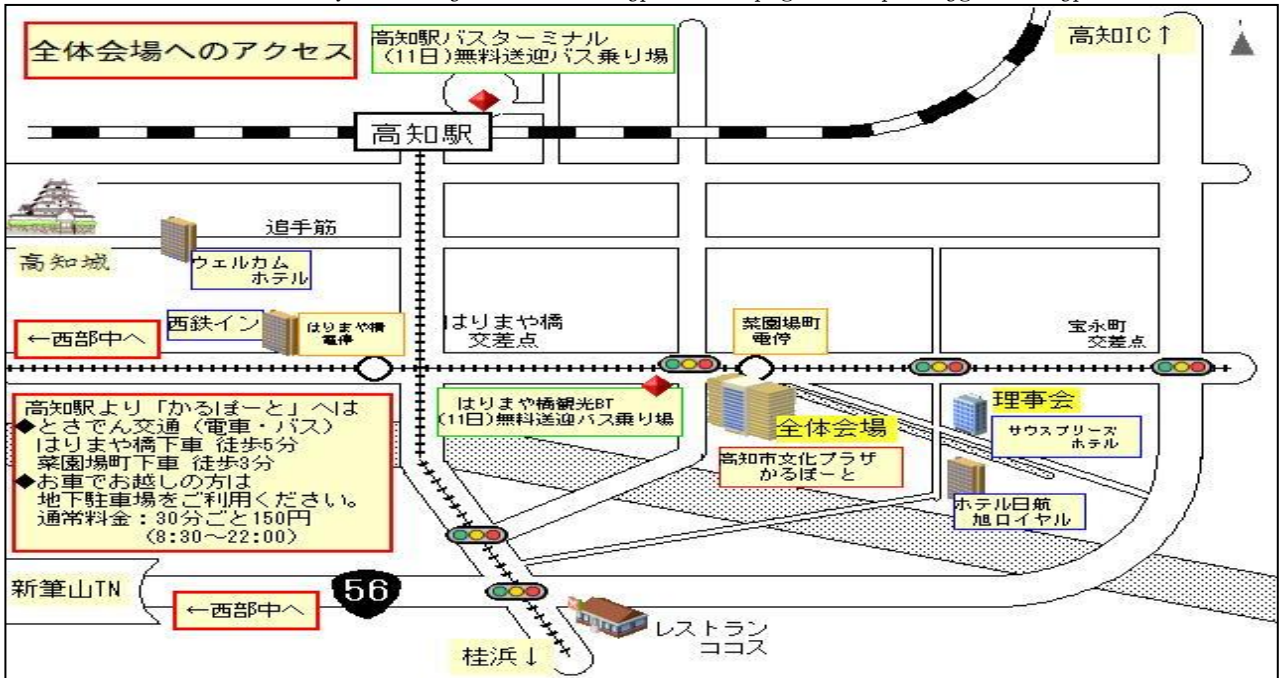 全体会場へのアクセス
高知駅バスターミナル
(11日)無料送迎バス乗り場
高知IC↑
高知駅
追手筋
高知城
ウェルカム
ホテル
西鉄イン
はりまや橋
電停
はりまや橋
交差点
菜園場町
電停
宝永町
交差点
←西部中へ
はりまや橋観光BT
(11日)無料送迎バス乗り場
全体会場
高知市文化プラザ
かるぽーと
理事会
サウスブリーズ
ホテル
ホテル日航
旭ロイヤル
高知駅より「かるぽーと」へは
◆とさでん交通(電車・バス)
はりまや橋下車 徒歩5分
菜園場町下車 徒歩3分
◆お車でお越しの方は
地下駐車場をご利用ください。
通常料金:30分ごと150円
(8:30～22:00)
新筆山TN
←西部中へ
56
レストラン
ココス
桂浜↓